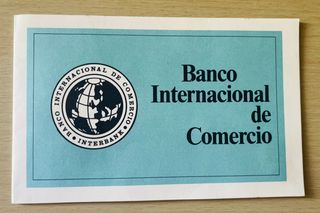 BANCO INTERNACIONAL DE COMERCIO
INTERBANK
Banco
Internacional
de
Comercio